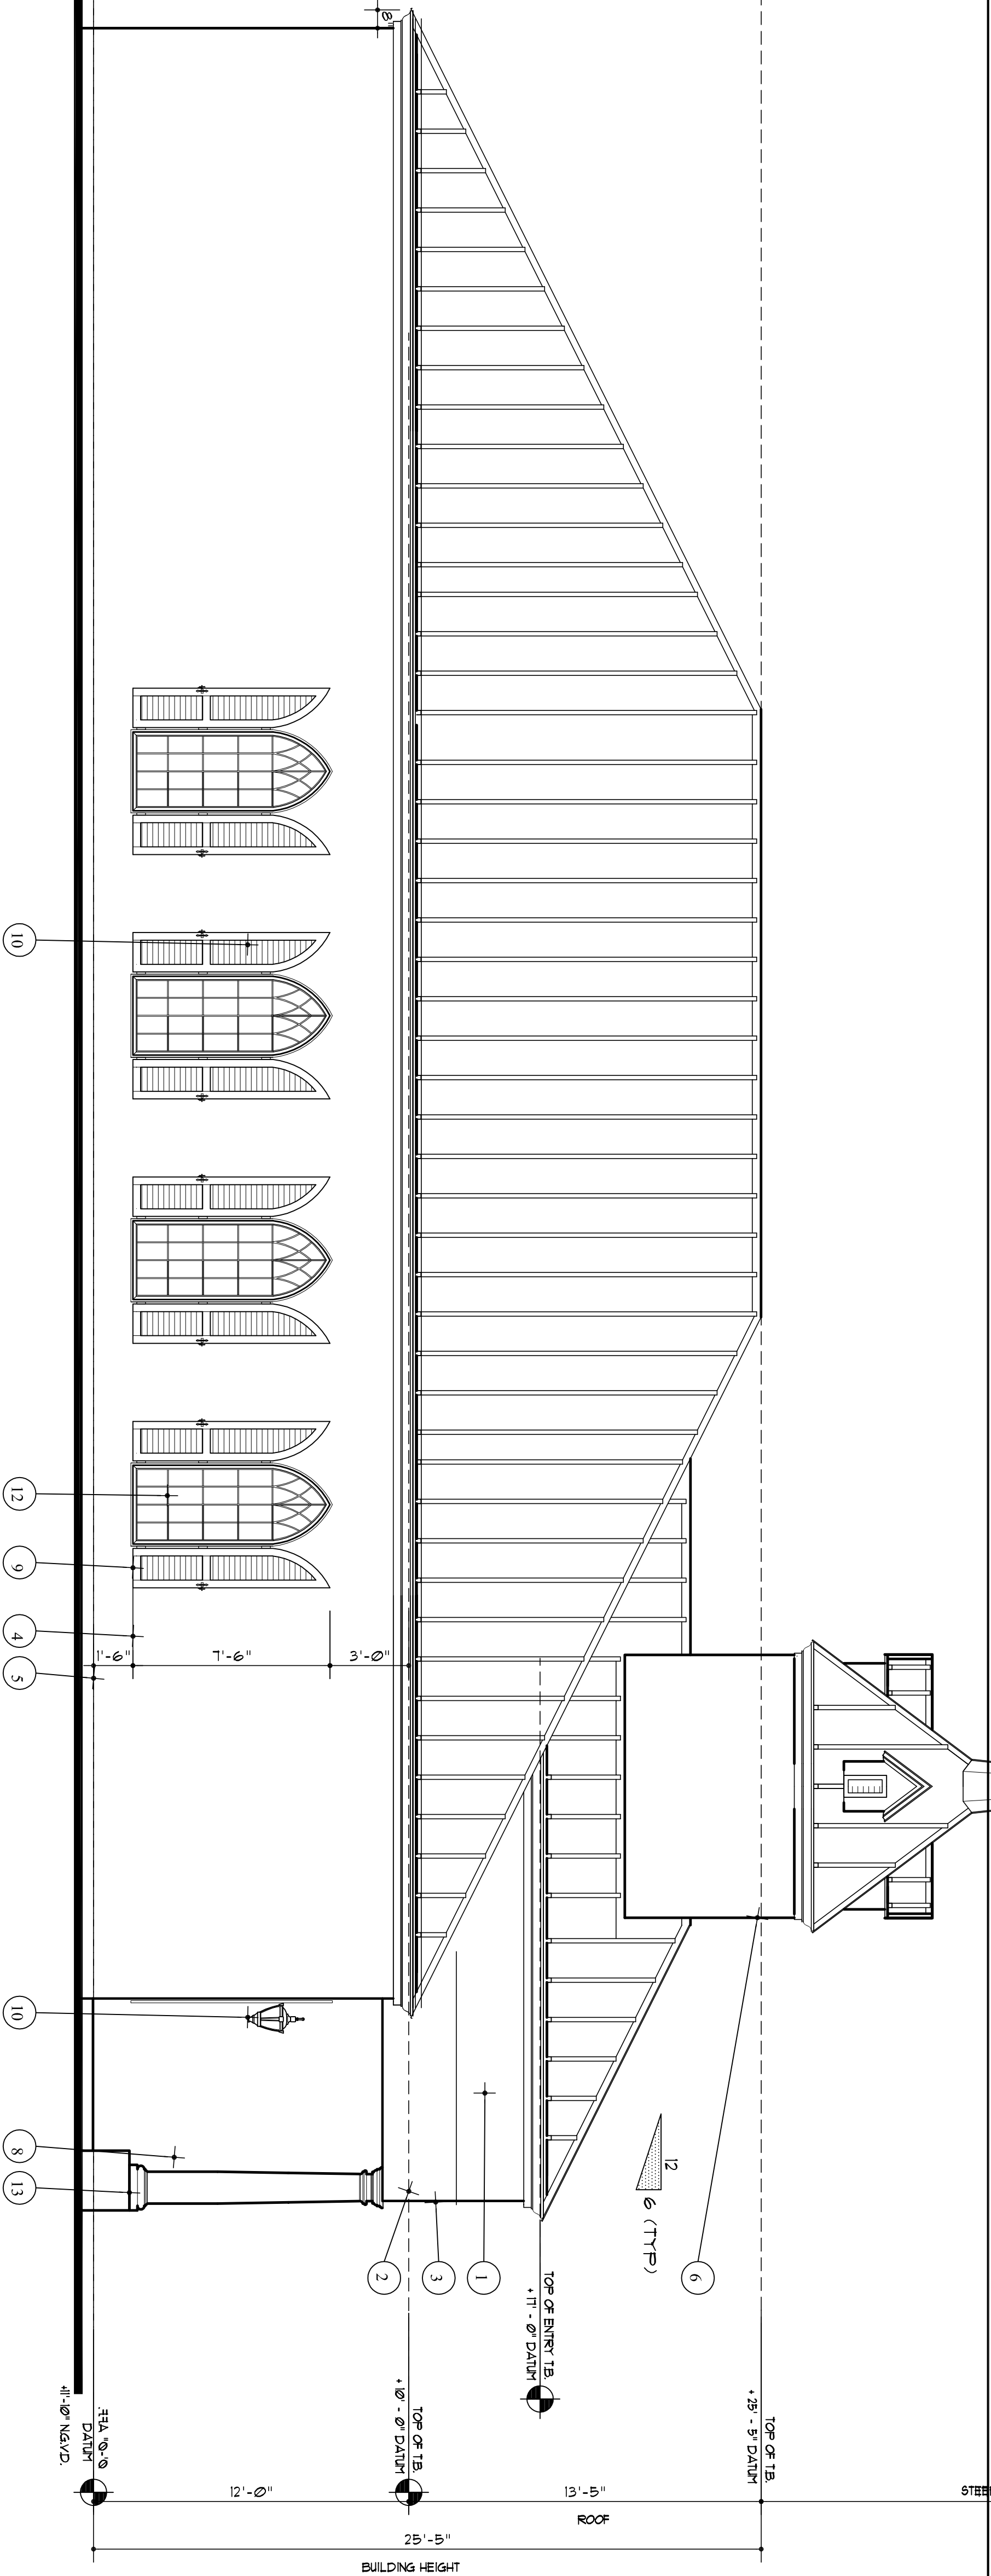 8"
10
12
9
4
5
1'-6"
7'-6"
3'-0"
10
8
13
2
3
1
6
12
6 (TYP)
TOP OF ENTRY T.B.
+ 17' - 0" DATUM
TOP OF T.B.
+ 25' - 5" DATUM
TOP OF T.B.
+ 10' - 0" DATUM
0'-0" A.F.F.
DATUM
+11'-10" N.G.V.D.
12'-0"
13'-5"
ROOF
25'-5"
BUILDING HEIGHT